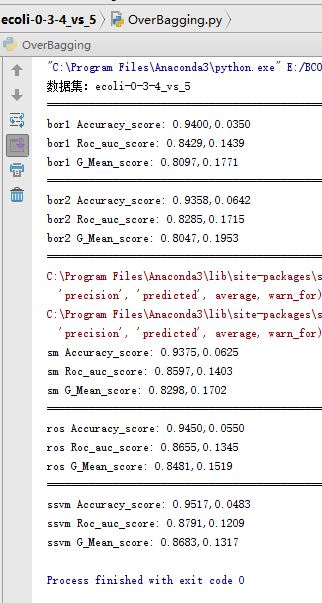 ecoli-0-3-4_vs_5 OverBagging.py
OverBagging
"C:\Program Files\Anaconda3\python.exe" E:/BCO
数据集：ecoli-0-3-4_vs_5
bor1 Accuracy_score: 0.9400,0.0350
bor1 Roc_auc_score: 0.8429,0.1439
bor1 G_Mean_score: 0.8097,0.1771
bor2 Accuracy_score: 0.9358,0.0642
bor2 Roc_auc_score: 0.8285,0.1715
bor2 G_Mean_score: 0.8047,0.1953
C:\Program Files\Anaconda3\lib\site-packages\s
'precision', 'predicted', average, warn_for)
C:\Program Files\Anaconda3\lib\site-packages\s
'precision', 'predicted', average, warn_for)
sm Accuracy_score: 0.9375,0.0625
sm Roc_auc_score: 0.8597,0.1403
sm G_Mean_score: 0.8298,0.1702
ros Accuracy_score: 0.9450,0.0550
ros Roc_auc_score: 0.8655,0.1345
ros G_Mean_score: 0.8481,0.1519
ssvm Accuracy_score: 0.9517,0.0483
ssvm Roc_auc_score: 0.8791,0.1209
ssvm G_Mean_score: 0.8683,0.1317
Process finished with exit code 0